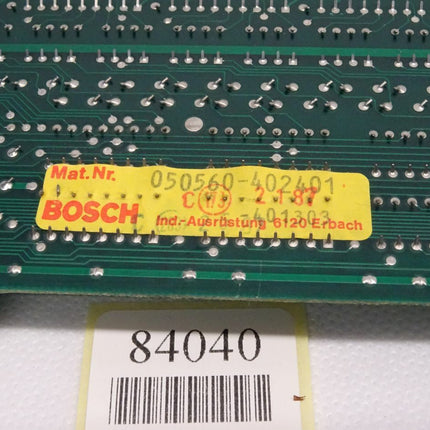 Mat.Nr. 050560-402401
C 2 187
BOSCH -401303
Ind.-Ausrüstung 6120 Erbach
84040